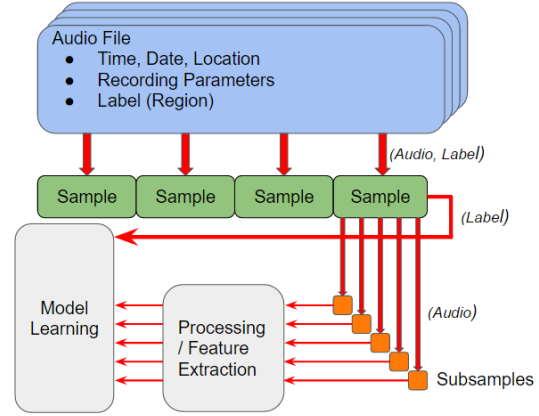 Audio File
● Time, Date, Location
● Recording Parameters
● Label (Region)
(Audio, Label)
Sample Sample Sample Sample
(Label)
Model
Learning
Processing
/ Feature
Extraction
(Audio)
Subsamples